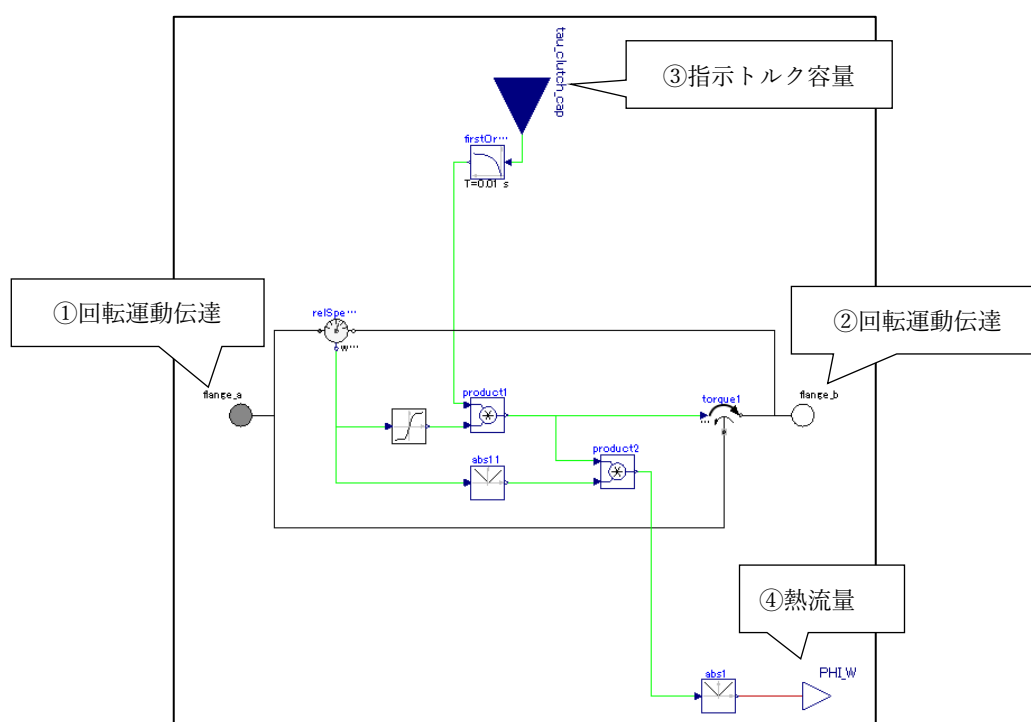 tau_clutch_cap
③指示トルク容量
firstOr…
T=0.01 s
①回転運動伝達
relSpe…
w…
②回転運動伝達
flange_a
product1
torque1
…
flange_b
abs11
product2
④熱流量
abs1
PHI_W